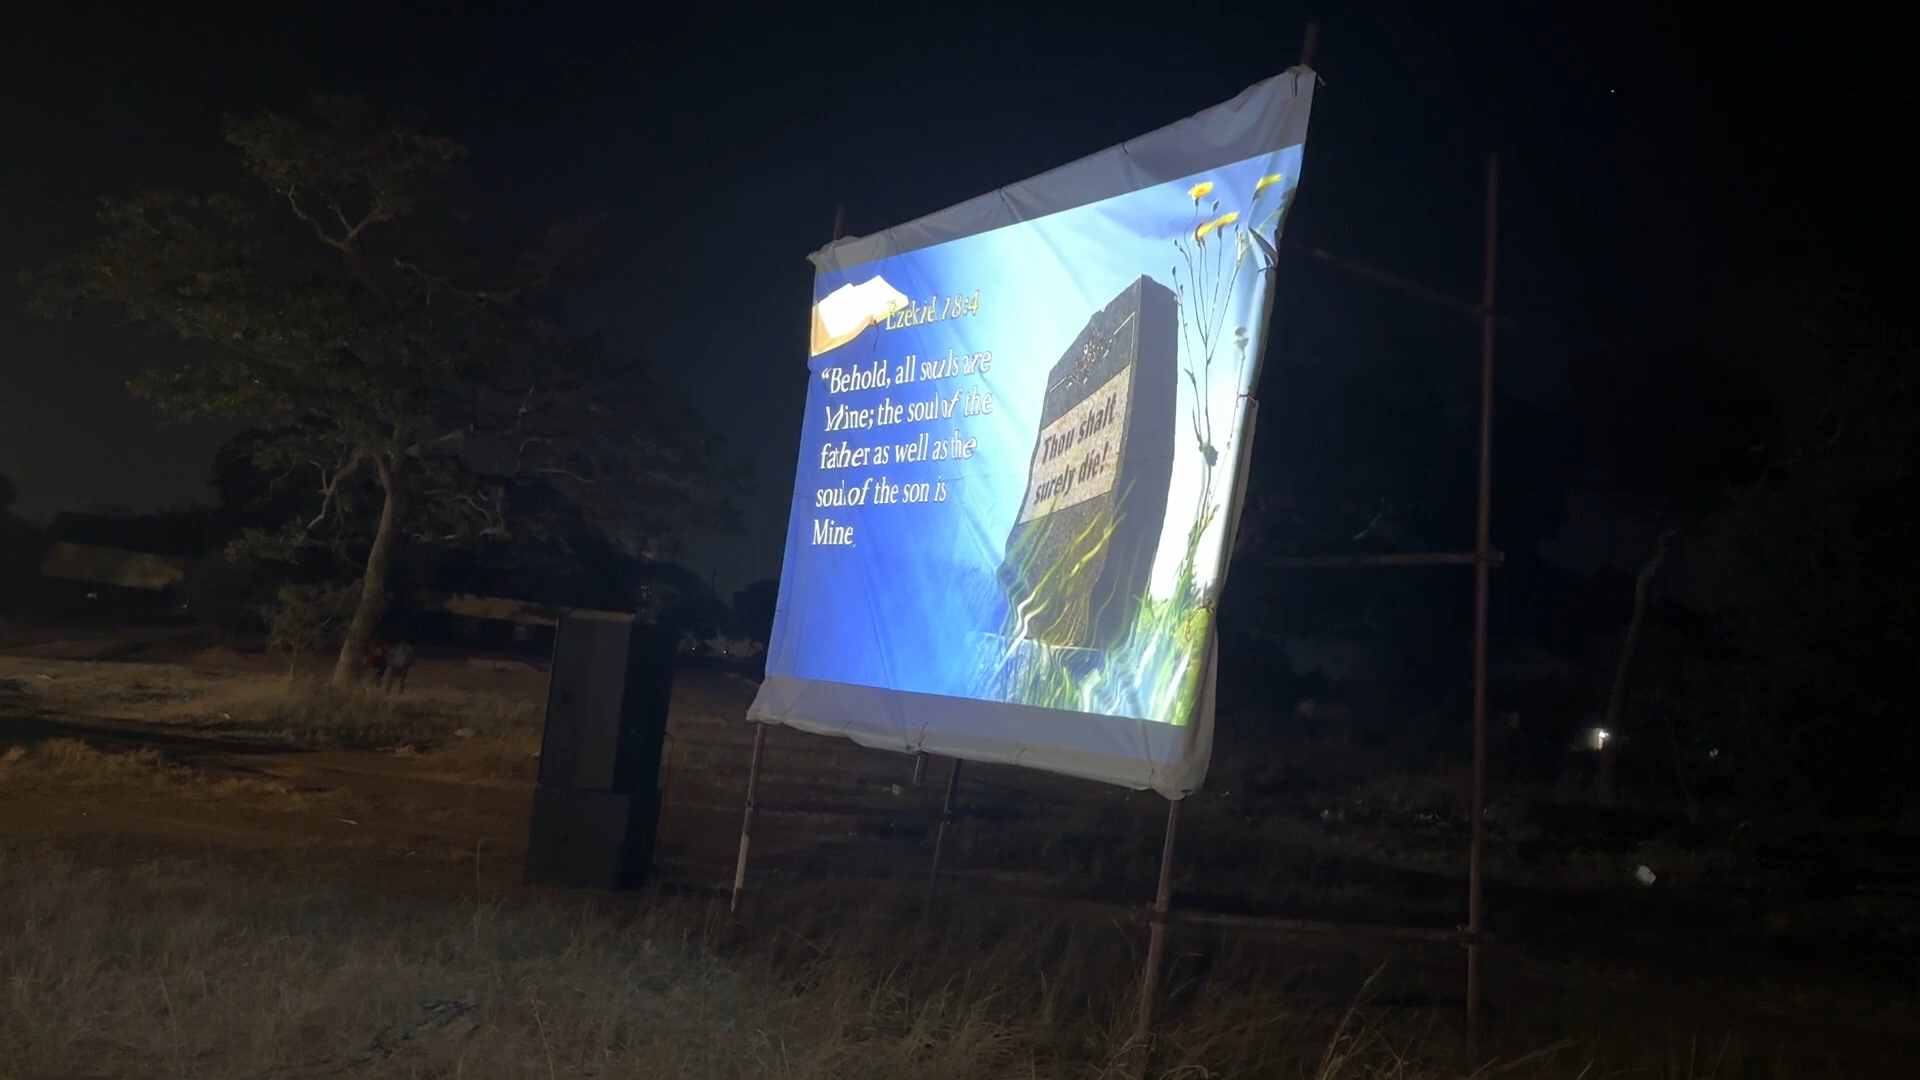 Ezekiel 18:4
“Behold, all souls are
Mine; the soul of the
father as well as the
soul of the son is
Mine,
Thou shalt
surely die!